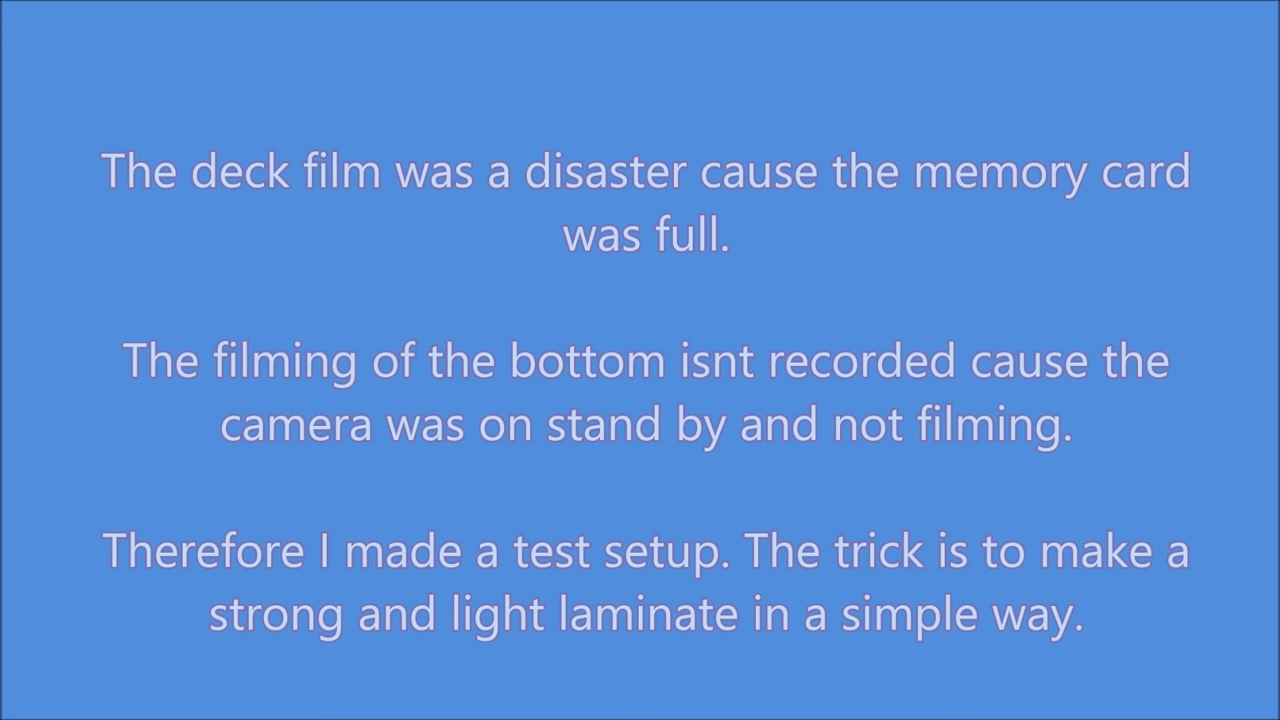 The deck film was a disaster cause the memory card
was full.
The filming of the bottom isnt recorded cause the
camera was on stand by and not filming.
Therefore I made a test setup. The trick is to make a
strong and light laminate in a simple way.